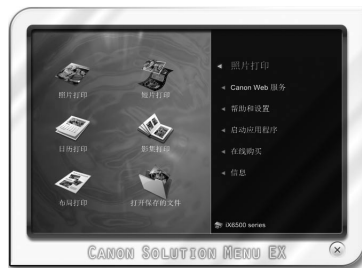 照片打印
短片打印
日历打印
影集打印
布局打印
打开保存的文件
照片打印
Canon Web 服务
帮助和设置
启动应用程序
在线购买
信息
iX6500 series
CANON SOLUTION MENU EX